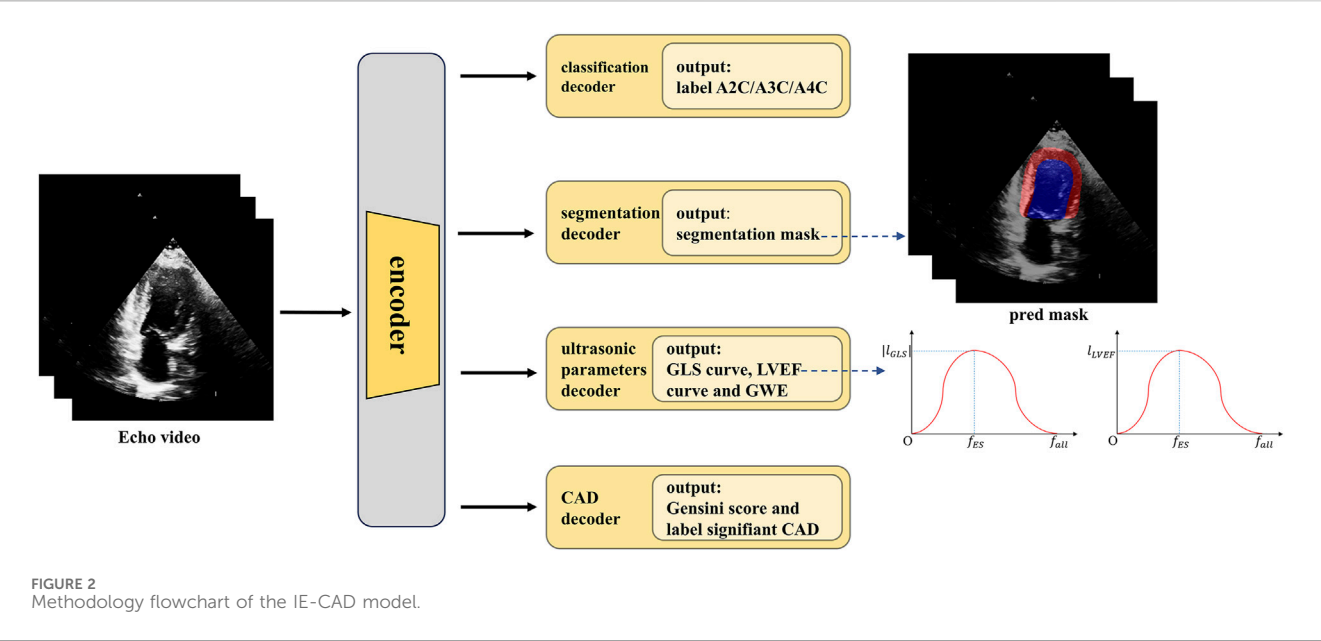 Echo video
encoder
classification
decoder
output:
label A2C/A3C/A4C
segmentation
decoder
output:
segmentation mask
ultrasonic
parameters
decoder
output:
GLS curve, LVEF
curve and GWE
CAD
decoder
output:
Gensini score and
label signifiant CAD
pred mask
|l_GLS|
O
f_ES
f_all
l_LVEF
O
f_ES
f_all
FIGURE 2
Methodology flowchart of the IE-CAD model.